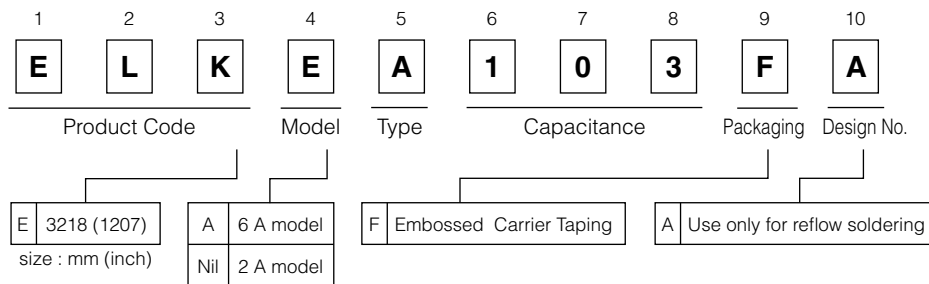 1 2 3 4 5 6 7 8 9 10
E L K E A 1 0 3 F A
Product Code Model Type Capacitance Packaging Design No.
E 3218 (1207)
size : mm (inch)
A 6 A model
Nil 2 A model
F Embossed Carrier Taping
A Use only for reflow soldering